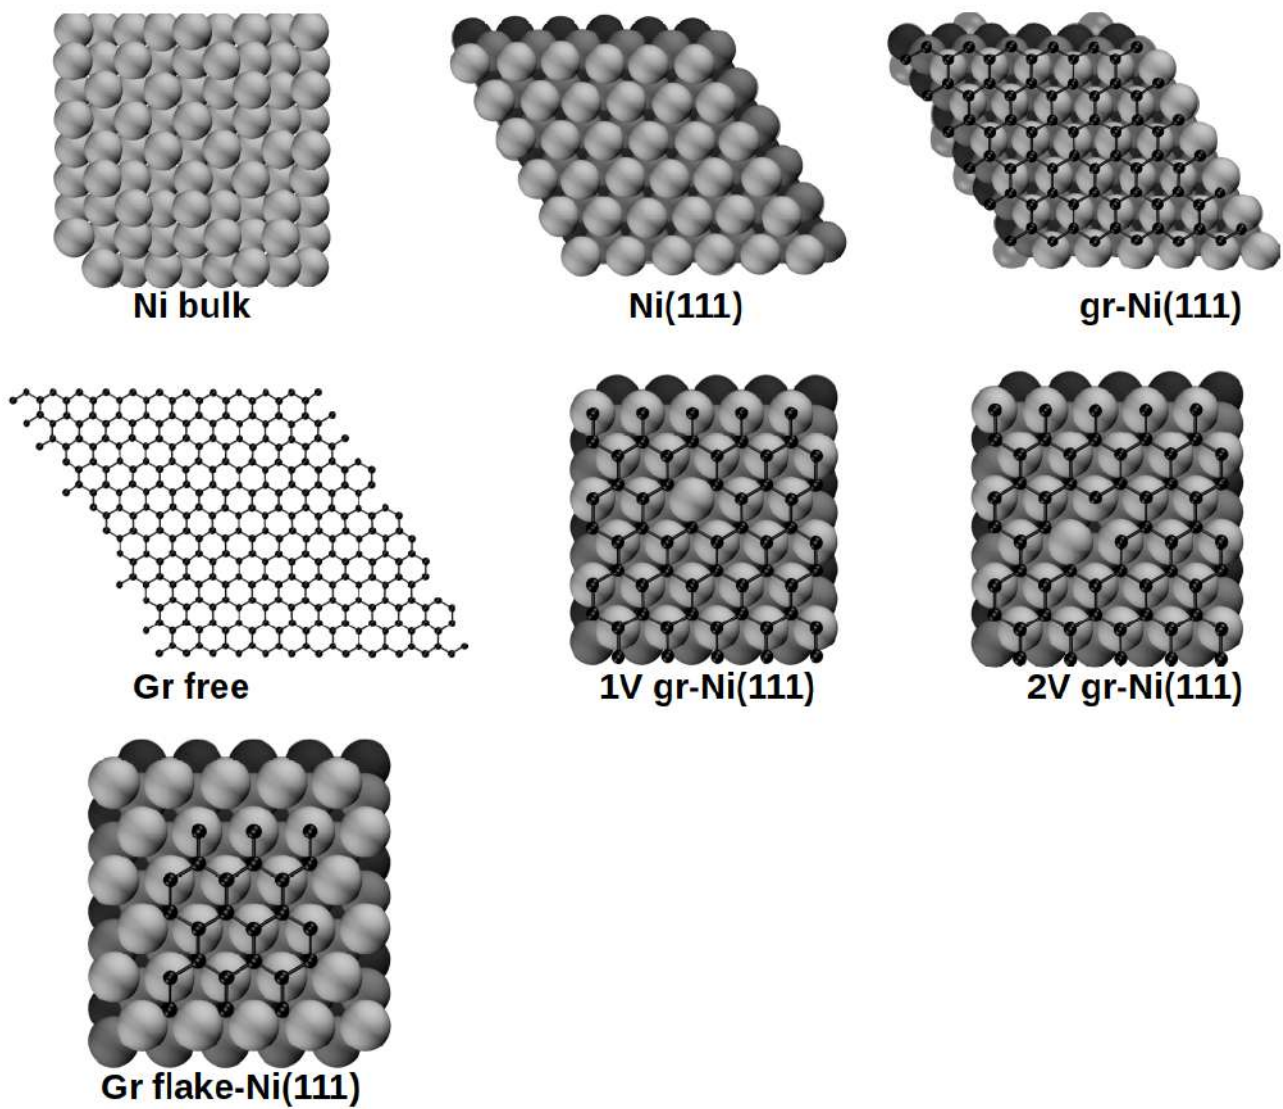 Ni bulk
Ni(111)
gr-Ni(111)
Gr free
1V gr-Ni(111)
2V gr-Ni(111)
Gr flake-Ni(111)